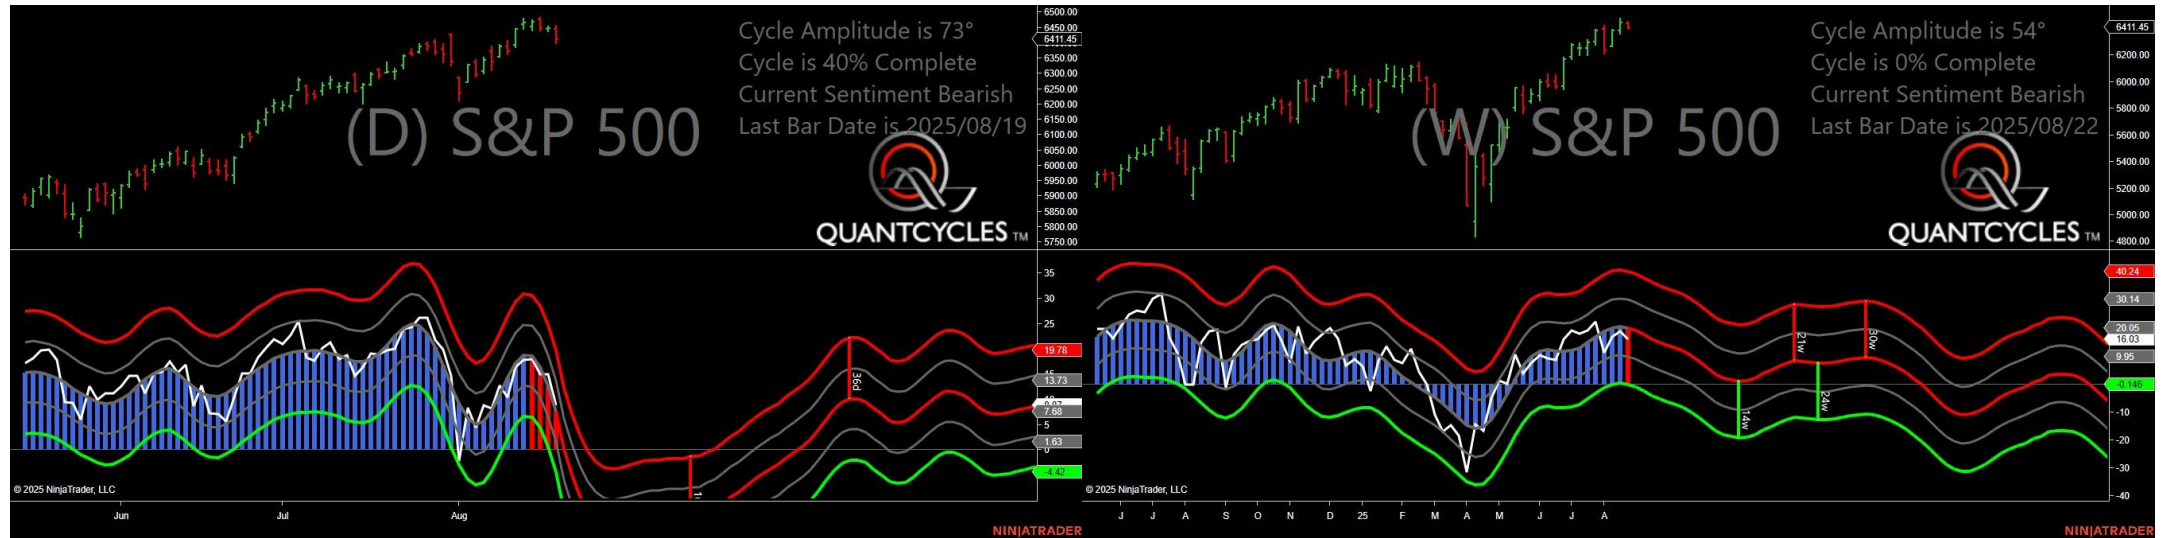 Cycle Amplitude is 73°
Cycle is 40% Complete
Current Sentiment Bearish
Last Bar Date is 2025/08/19
(D) S&P 500
QUANTCYCLES TM
6500.00
6450.00
6411.45
6350.00
6300.00
6250.00
6200.00
6150.00
6100.00
6050.00
6000.00
5950.00
5900.00
5850.00
5800.00
5750.00
35
30
25
19.78
15
13.73
7.68
5
1.63
0
-4.42
36d
© 2025 NinjaTrader, LLC
Jun
Jul
Aug
NINJATRADER
Cycle Amplitude is 54°
Cycle is 0% Complete
Current Sentiment Bearish
Last Bar Date is 2025/08/22
(W) S&P 500
QUANTCYCLES TM
6411.45
6200.00
6000.00
5800.00
5600.00
5400.00
5200.00
5000.00
4800.00
40.24
30.14
20.05
16.03
9.95
-0.146
-10
-20
-30
-40
14w
21w
24w
30w
© 2025 NinjaTrader, LLC
J
J
A
S
O
N
D
25
F
M
A
M
J
J
A
NINJATRADER